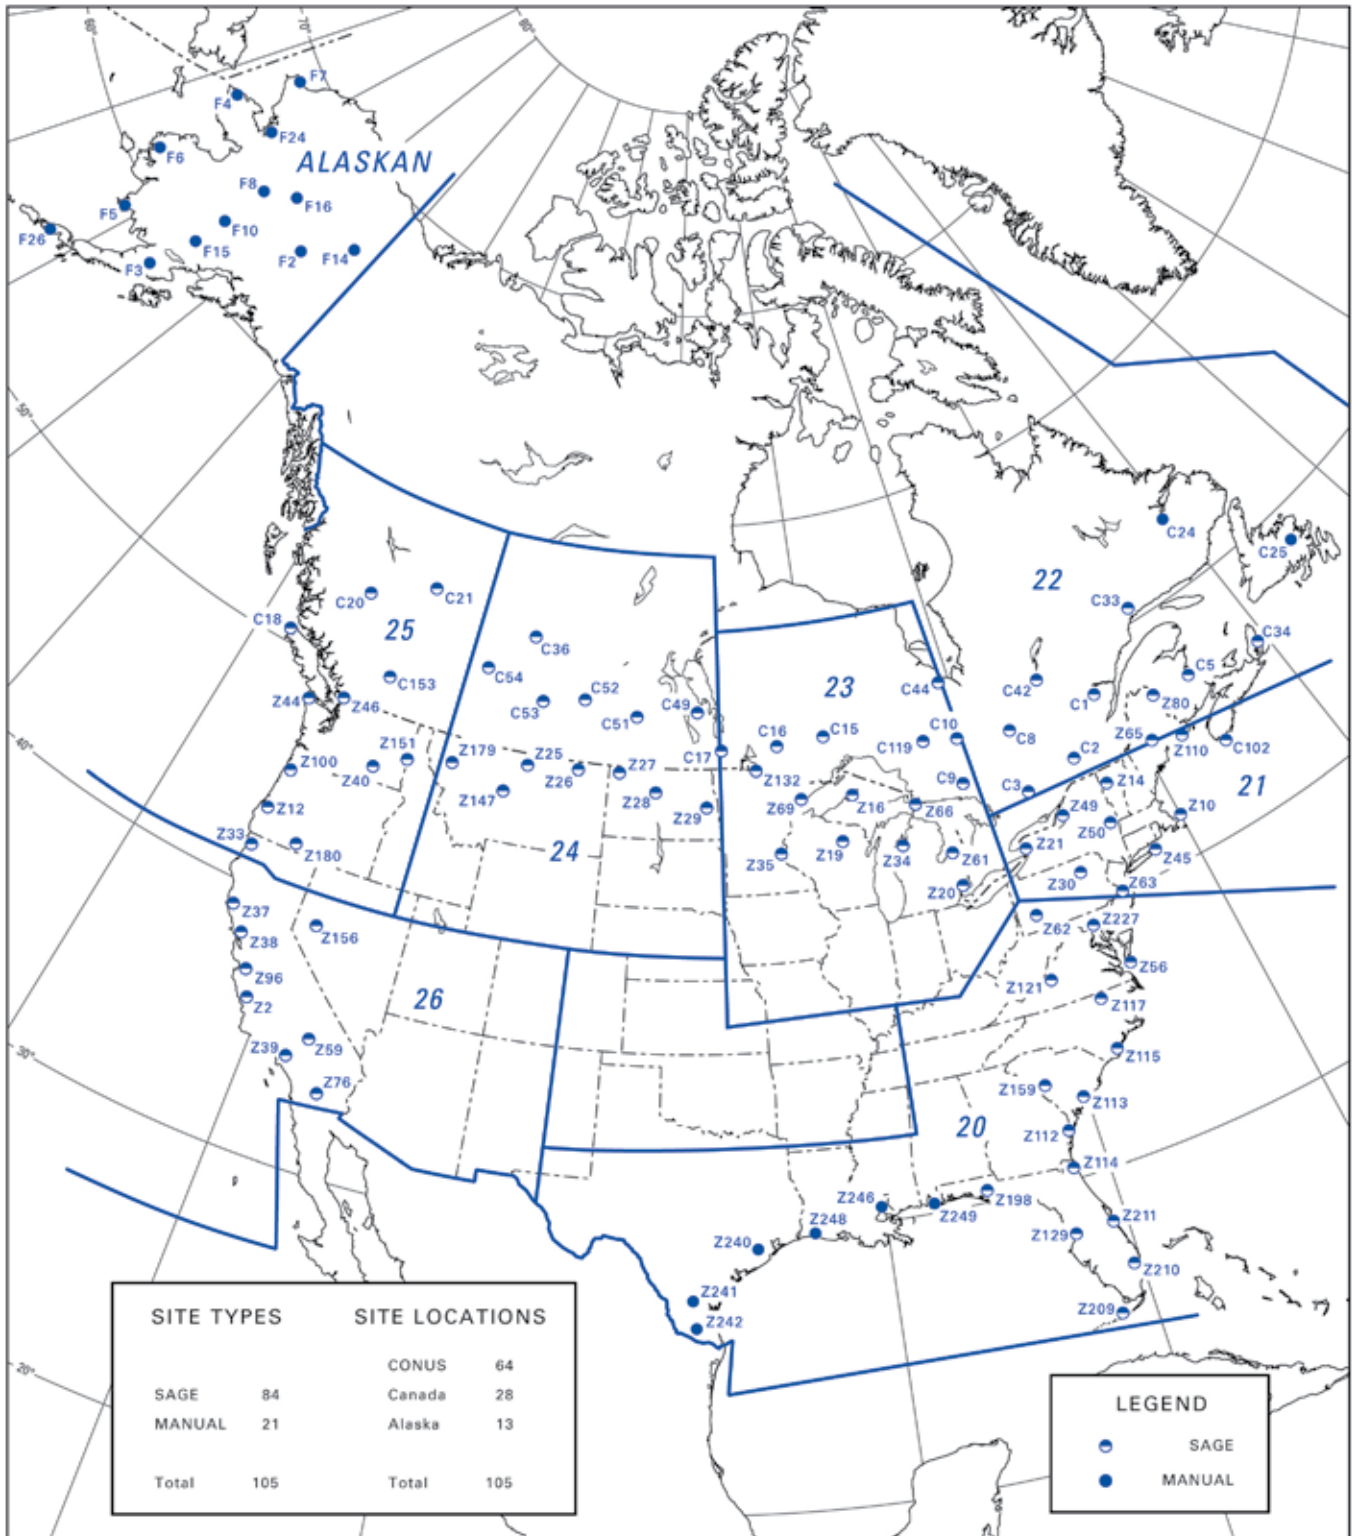 60°
70°
80°
F7
F4
F24
F6
ALASKAN
F8
F16
F5
F10
F26
F15
F3
F2
F14
50°
C24
C25
22
C20
C21
C33
C18
25
C36
C34
C54
C5
C153
23
C44
C42
C52
C1
Z80
Z44
Z46
C53
C49
C51
C16
C15
C10
C8
Z65
Z110
C102
40°
Z151
Z179
Z25
C17
C119
C2
Z100
Z40
Z26
Z27
Z132
C9
C3
Z14
21
Z147
Z28
Z69
Z16
Z66
Z49
Z10
Z12
Z29
Z50
Z33
Z180
24
Z35
Z19
Z34
Z61
Z21
Z45
Z20
Z30
Z63
Z37
Z62
Z227
Z38
Z156
Z56
Z96
26
Z121
Z2
Z117
30°
Z39
Z59
Z115
Z76
Z159
Z113
20
Z112
Z114
Z246
Z198
Z248
Z249
Z211
Z240
Z129
Z210
Z241
Z209
Z242
20°
SITE TYPES SITE LOCATIONS
CONUS 64
SAGE 84 Canada 28
MANUAL 21 Alaska 13
Total 105 Total 105
LEGEND
SAGE
MANUAL